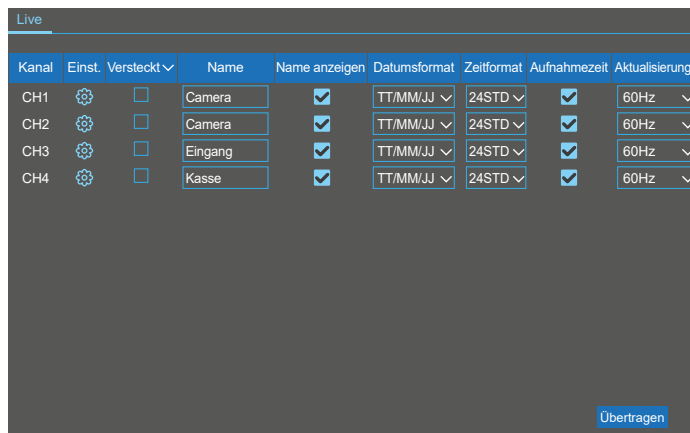 Live
Kanal Einst. Versteckt Name Name anzeigen Datumsformat Zeitformat Aufnahmezeit Aktualisierung
CH1 Camera TT/MM/JJ 24STD 60Hz
CH2 Camera TT/MM/JJ 24STD 60Hz
CH3 Eingang TT/MM/JJ 24STD 60Hz
CH4 Kasse TT/MM/JJ 24STD 60Hz
Übertragen